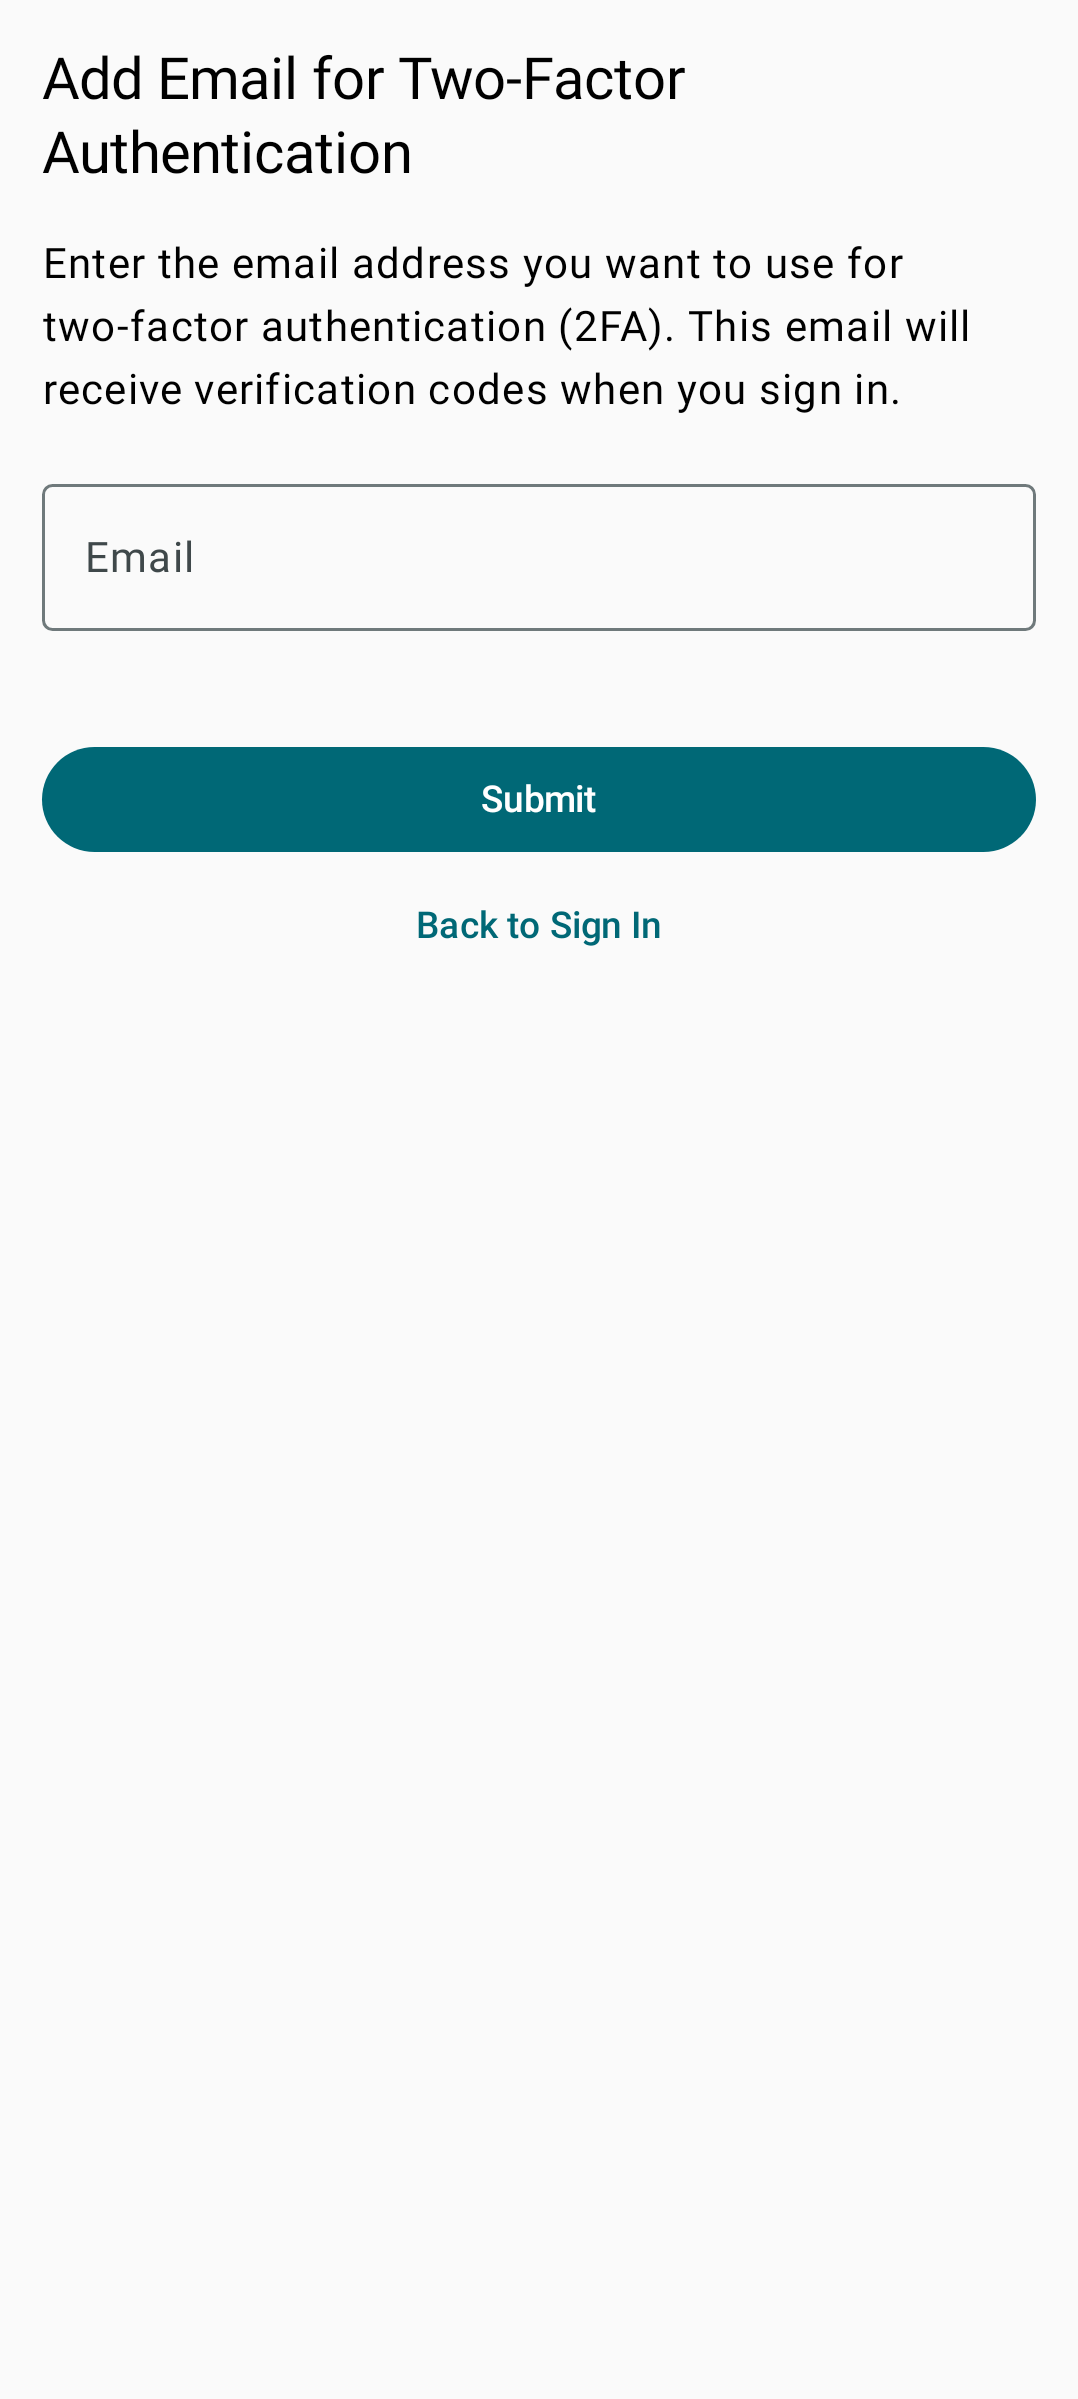 Add Email for Two-Factor
Authentication
Enter the email address you want to use for
two-factor authentication (2FA). This email will
receive verification codes when you sign in.
Email
Submit
Back to Sign In